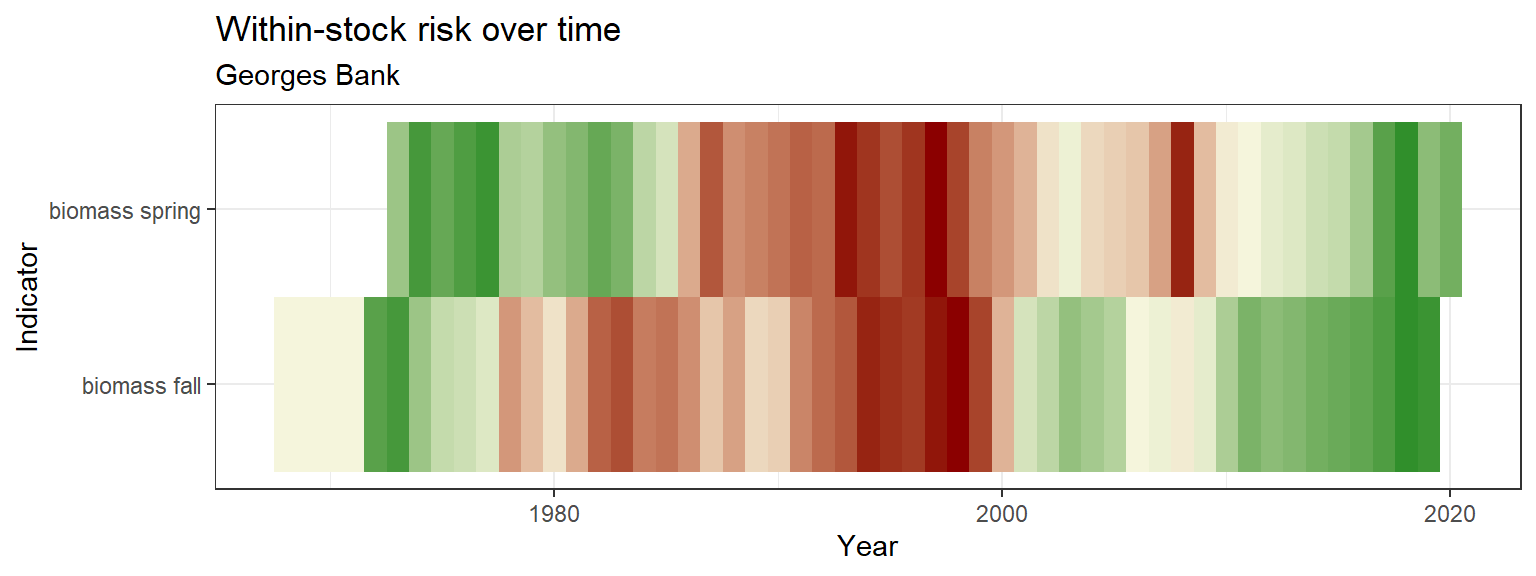 Within-stock risk over time
Georges Bank
biomass spring
biomass fall
Indicator
1980
2000
2020
Year